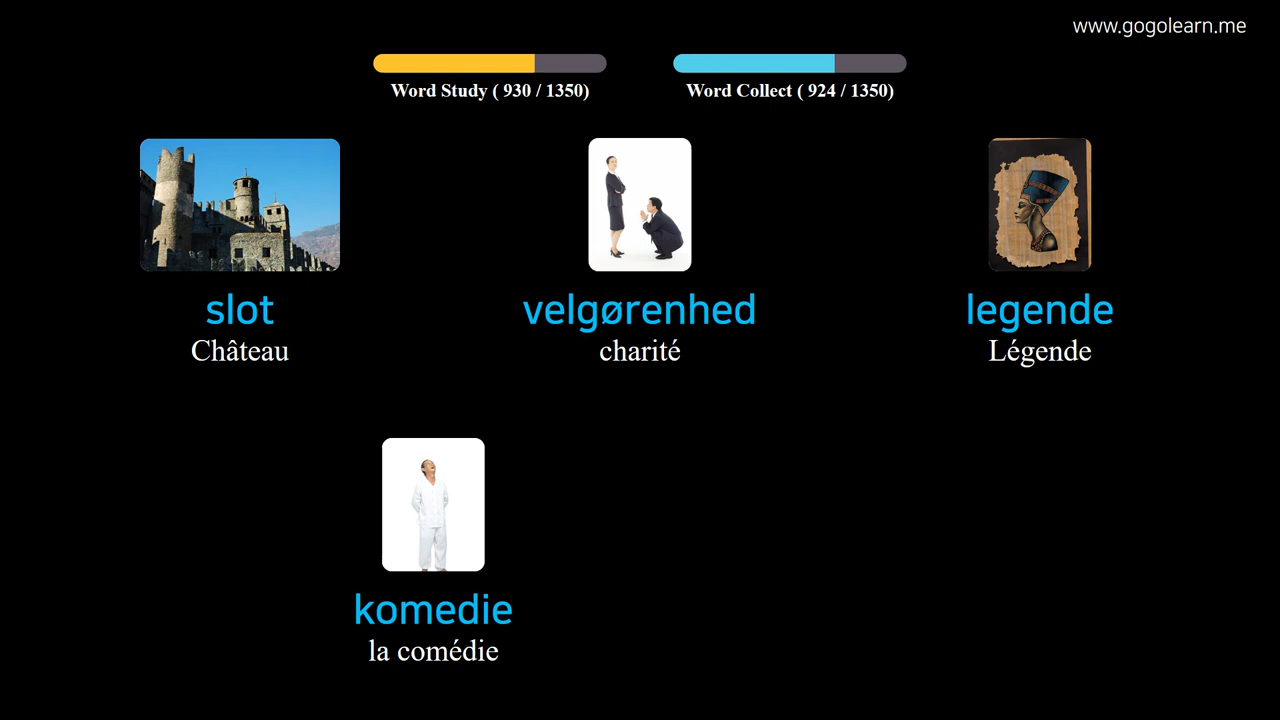 www.gogolearn.me
Word Study ( 930 / 1350)
Word Collect ( 924 / 1350)
slot
Château
velgørenhed
charité
legende
Légende
komedie
la comédie